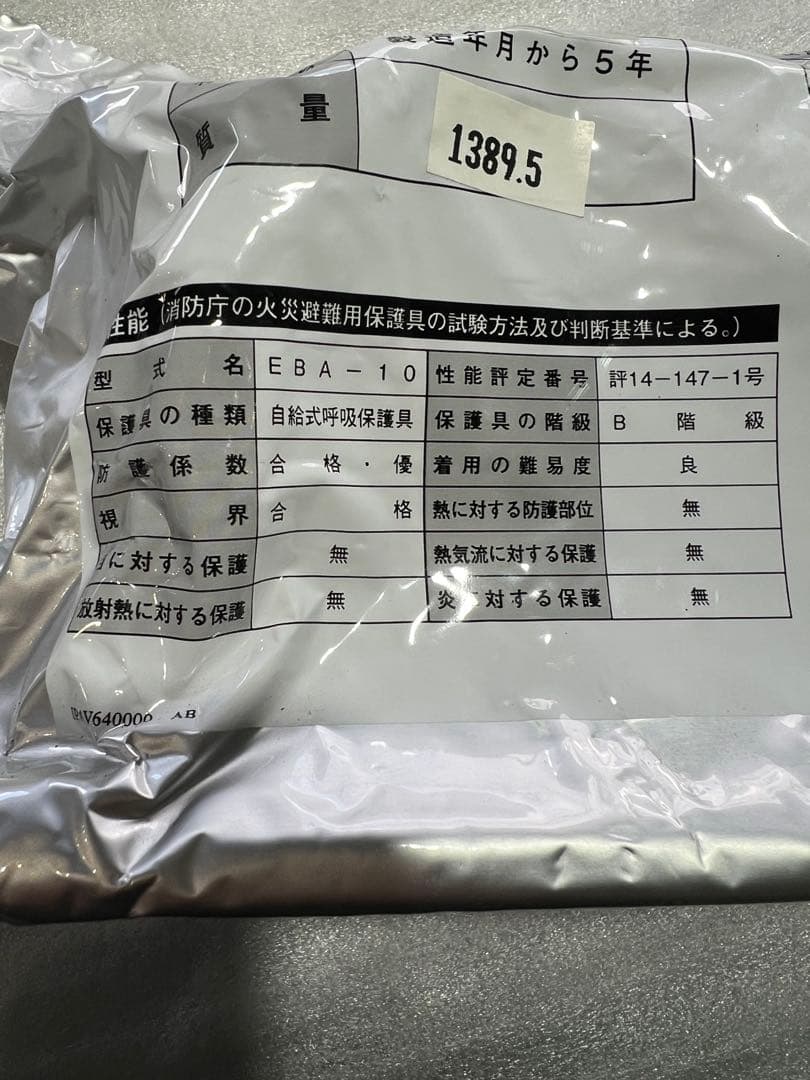 製造年月から5年
質量 1389.5
性能 (消防庁の火災避難用保護具の試験方法及び判断基準による。)
型式名 EBA-10 性能評定番号 評14-147-1号
保護具の種類 自給式呼吸保護具 保護具の階級 B階級
防護係数 合格・優 着用の難易度 良
視界 合格 熱に対する防護部位 無
に対する保護 無 熱気流に対する保護 無
放射熱に対する保護 無 炎に対する保護 無
V640000 AB